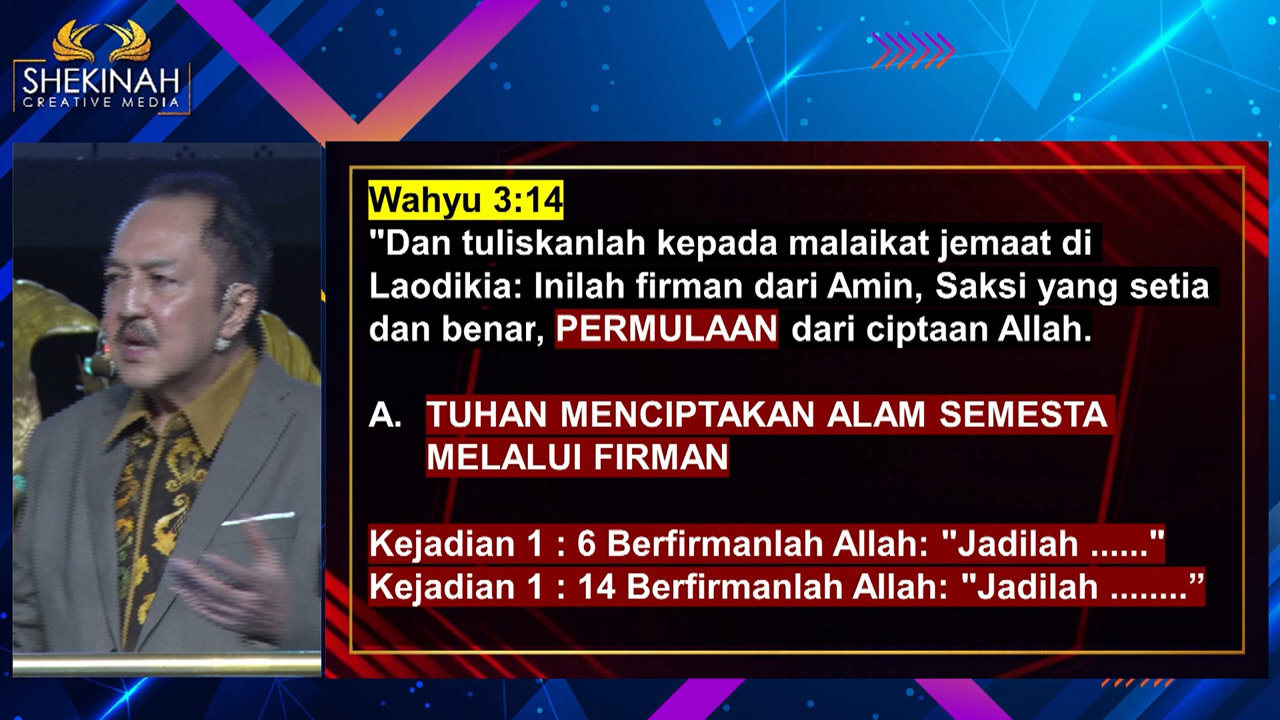 SHEKINAH
CREATIVE MEDIA
Wahyu 3:14
"Dan tuliskanlah kepada malaikat jemaat di
Laodikia: Inilah firman dari Amin, Saksi yang setia
dan benar, PERMULAAN dari ciptaan Allah.
A. TUHAN MENCIPTAKAN ALAM SEMESTA
MELALUI FIRMAN
Kejadian 1 : 6 Berfirmanlah Allah: "Jadilah ......"
Kejadian 1 : 14 Berfirmanlah Allah: "Jadilah ........”